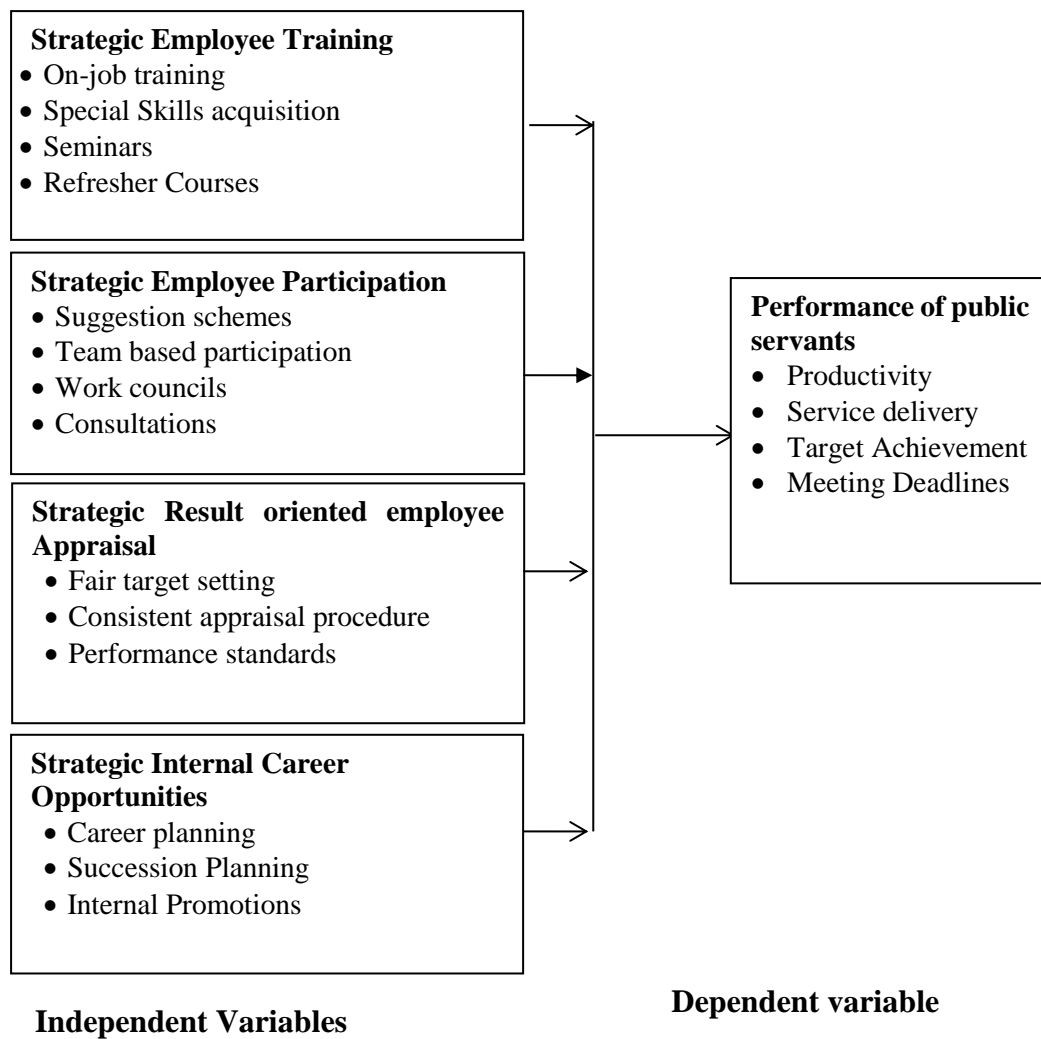 Strategic Employee Training
• On-job training
• Special Skills acquisition
• Seminars
• Refresher Courses
Strategic Employee Participation
• Suggestion schemes
• Team based participation
• Work councils
• Consultations
Strategic Result oriented employee
Appraisal
• Fair target setting
• Consistent appraisal procedure
• Performance standards
Strategic Internal Career
Opportunities
• Career planning
• Succession Planning
• Internal Promotions
Independent Variables
Performance of public
servants
• Productivity
• Service delivery
• Target Achievement
• Meeting Deadlines
Dependent variable